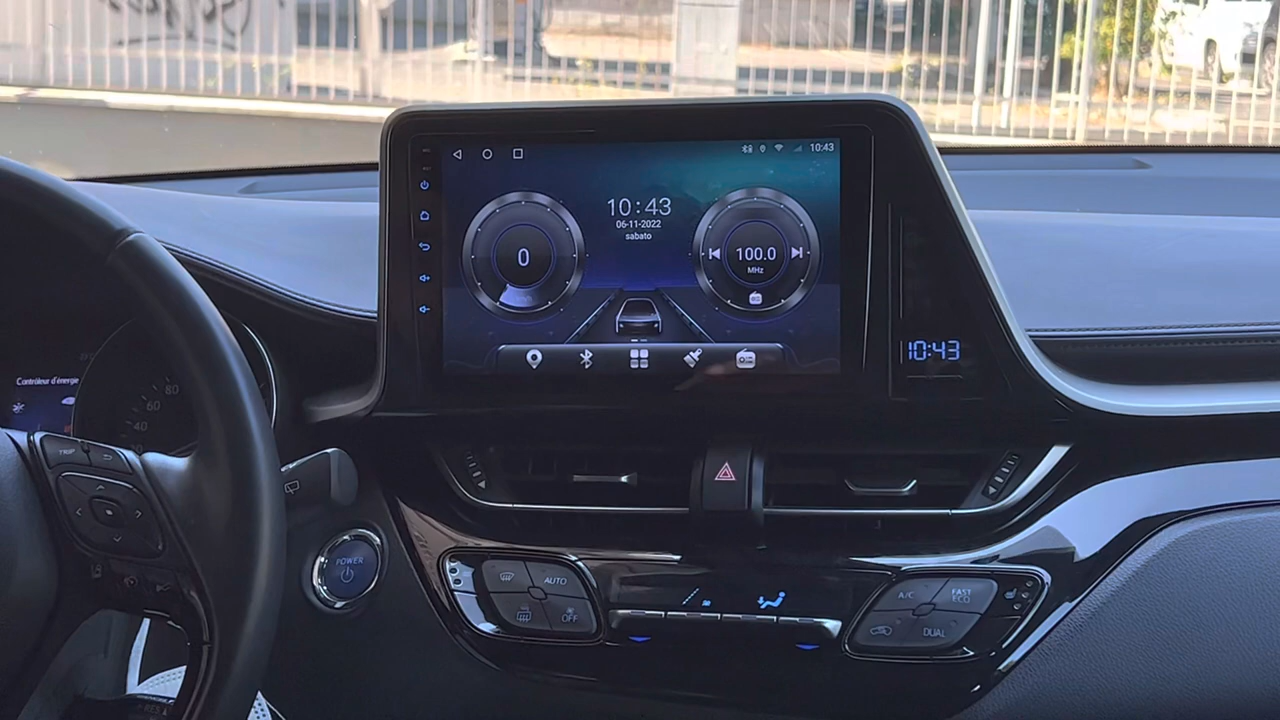 10:43
10:43
06-11-2022
sabato
0
100.0
MHz
10:43
Contrôleur d'énergie
80
60
40
TRIP
POWER
AUTO
OFF
A/C
FAST
ECO
DUAL